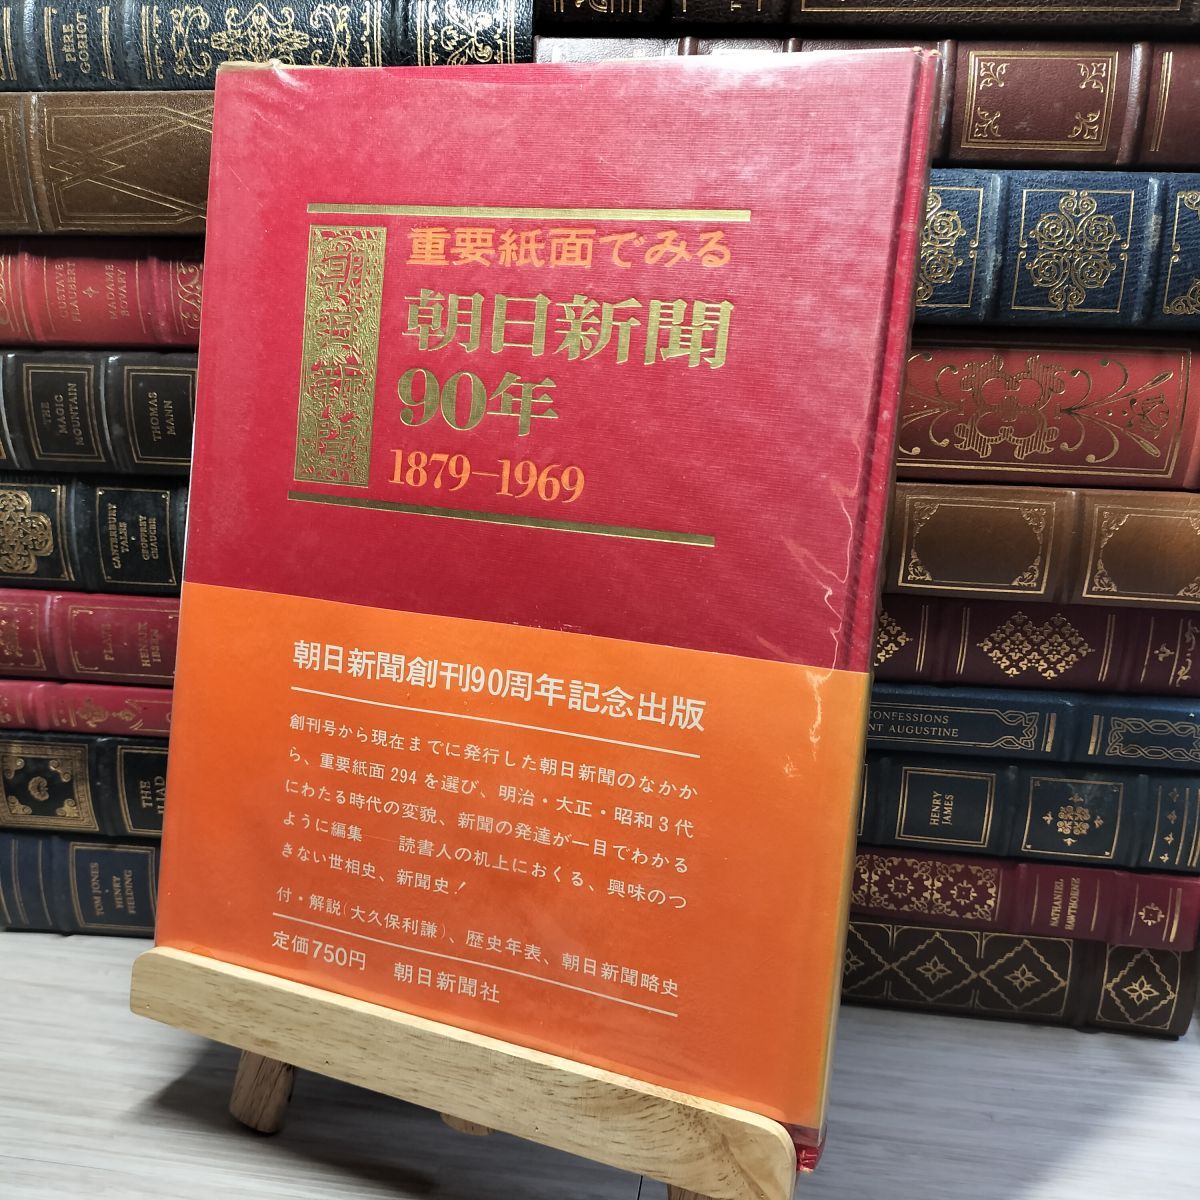 重要紙面でみる
朝日新聞
90年
1879-1969
朝日新聞創刊90周年記念出版
創刊号から現在までに発行した朝日新聞のなかか
ら、重要紙面294を選び、明治・大正・昭和3代
にわたる時代の変貌、新聞の発達が一目でわかる
ように編集――読書人の机上におくる、興味のつ
きない世相史、新聞史！
付・解説（大久保利謙）、歴史年表、朝日新聞略史
定価750円 朝日新聞社
PÈRE
GORIOT
GUSTAVE
FLAUBERT
MADAME
BOVARY
THE
MAGIC
MOUNTAIN
THOMAS
MANN
CANTERBURY
TALES
GEOFFREY
CHAUCER
PLAYS
HENRIK
IBSEN
THE
ILIAD
TOM JONES
HENRY
FIELDING
CONFESSIONS
AUGUSTINE
HENRY
JAMES
NATHANIEL
HAWTHORNE